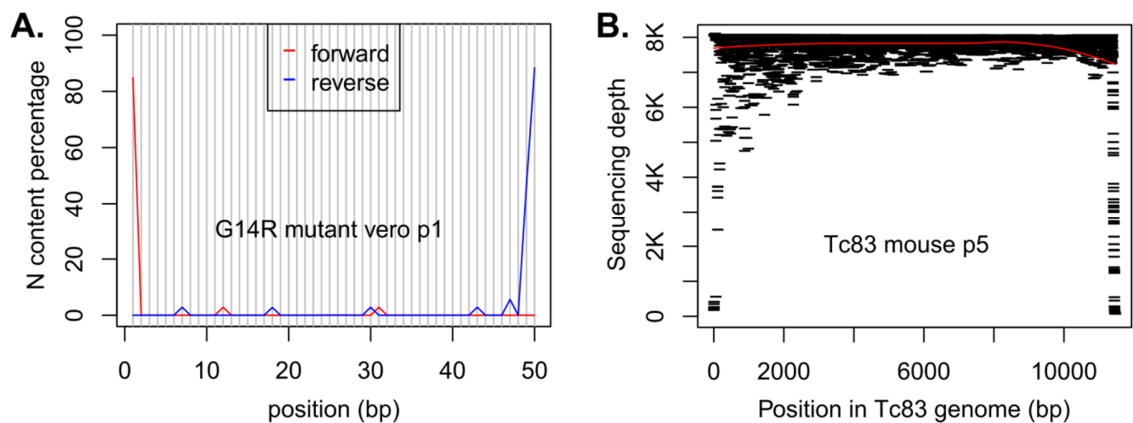 A.
N content percentage
100
80
60
40
20
0
forward
reverse
G14R mutant vero p1
0 10 20 30 40 50
position (bp)
B.
Sequencing depth
8K
6K
4K
2K
0
Tc83 mouse p5
0 2000 6000 10000
Position in Tc83 genome (bp)